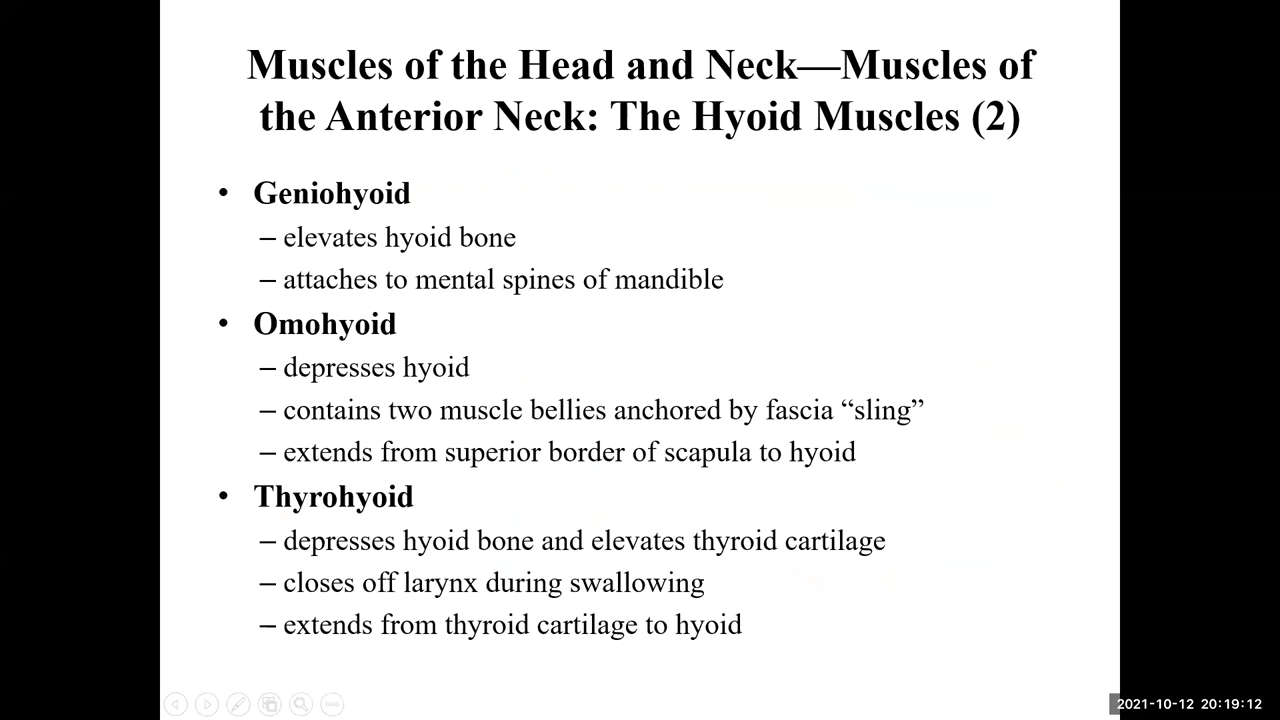 Muscles of the Head and Neck—Muscles of
the Anterior Neck: The Hyoid Muscles (2)
• Geniohyoid
– elevates hyoid bone
– attaches to mental spines of mandible
• Omohyoid
– depresses hyoid
– contains two muscle bellies anchored by fascia “sling”
– extends from superior border of scapula to hyoid
• Thyrohyoid
– depresses hyoid bone and elevates thyroid cartilage
– closes off larynx during swallowing
– extends from thyroid cartilage to hyoid
2021-10-12 20:19:12